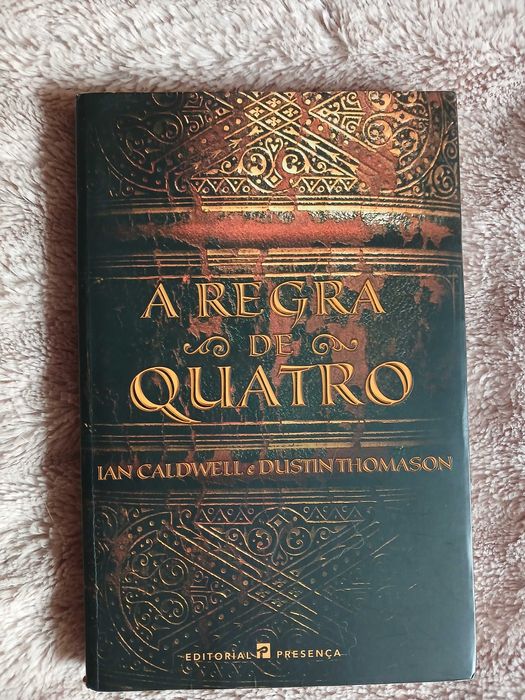 A REGRA
DE
QUATRO
IAN CALDWELL e DUSTIN THOMASON
EDITORIAL P PRESENÇA